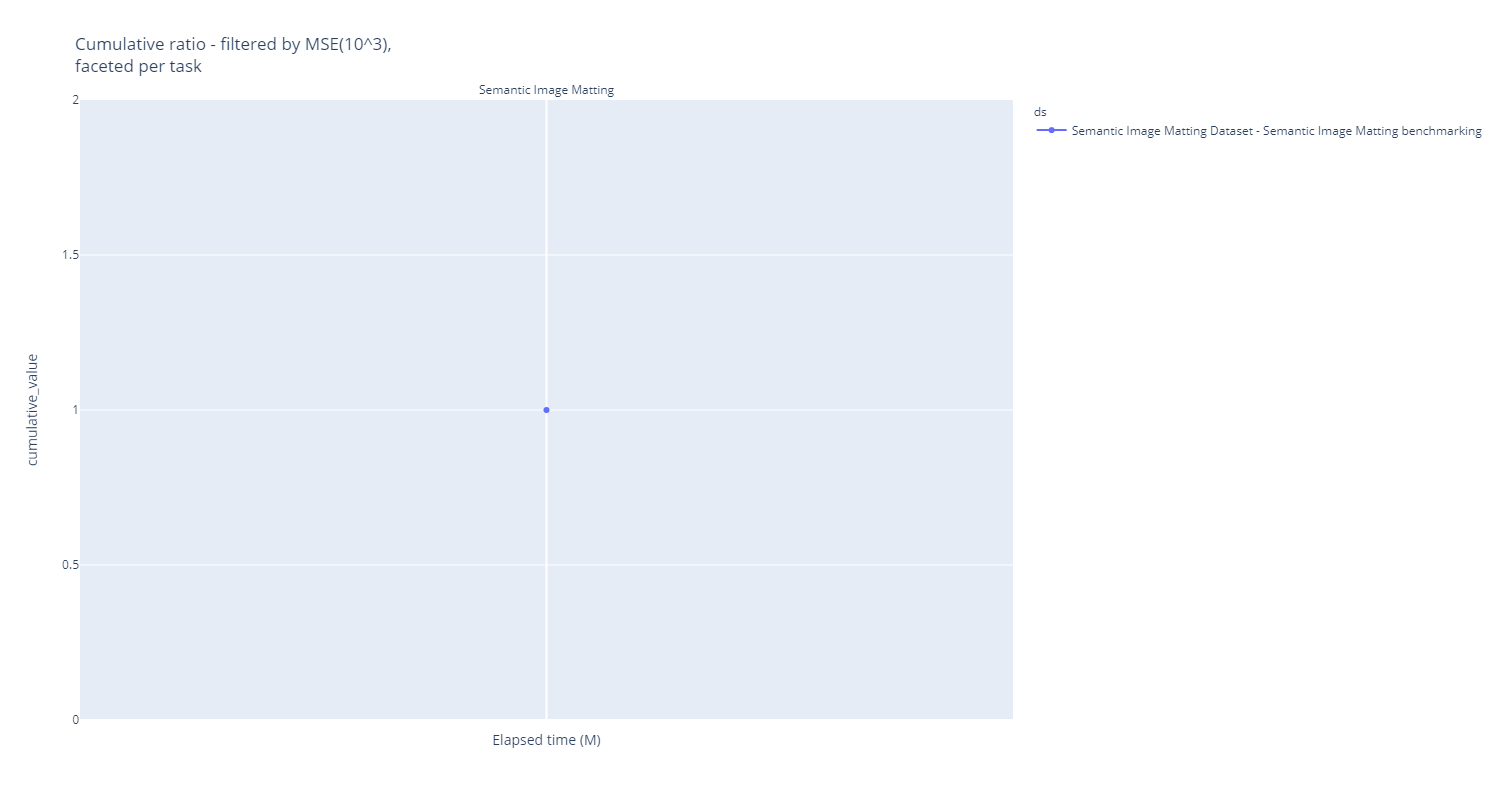 Cumulative ratio - filtered by MSE(10^3),
faceted per task
Semantic Image Matting
2
1.5
1
0.5
0
cumulative_value
Elapsed time (M)
ds
Semantic Image Matting Dataset - Semantic Image Matting benchmarking